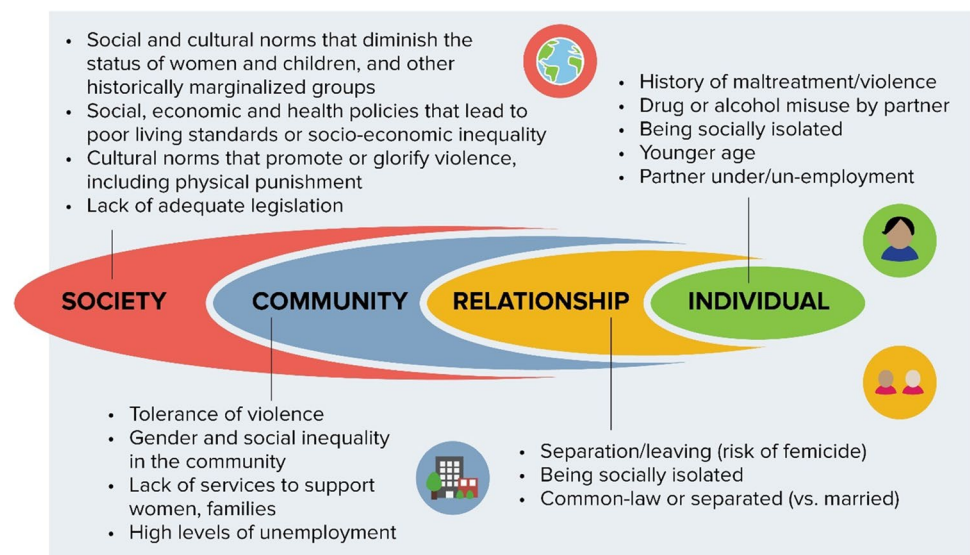 • Social and cultural norms that diminish the
status of women and children, and other
historically marginalized groups
• Social, economic and health policies that lead to
poor living standards or socio-economic inequality
• Cultural norms that promote or glorify violence,
including physical punishment
• Lack of adequate legislation
• History of maltreatment/violence
• Drug or alcohol misuse by partner
• Being socially isolated
• Younger age
• Partner under/un-employment
SOCIETY
COMMUNITY
RELATIONSHIP
INDIVIDUAL
• Tolerance of violence
• Gender and social inequality
in the community
• Lack of services to support
women, families
• High levels of unemployment
• Separation/leaving (risk of femicide)
• Being socially isolated
• Common-law or separated (vs. married)